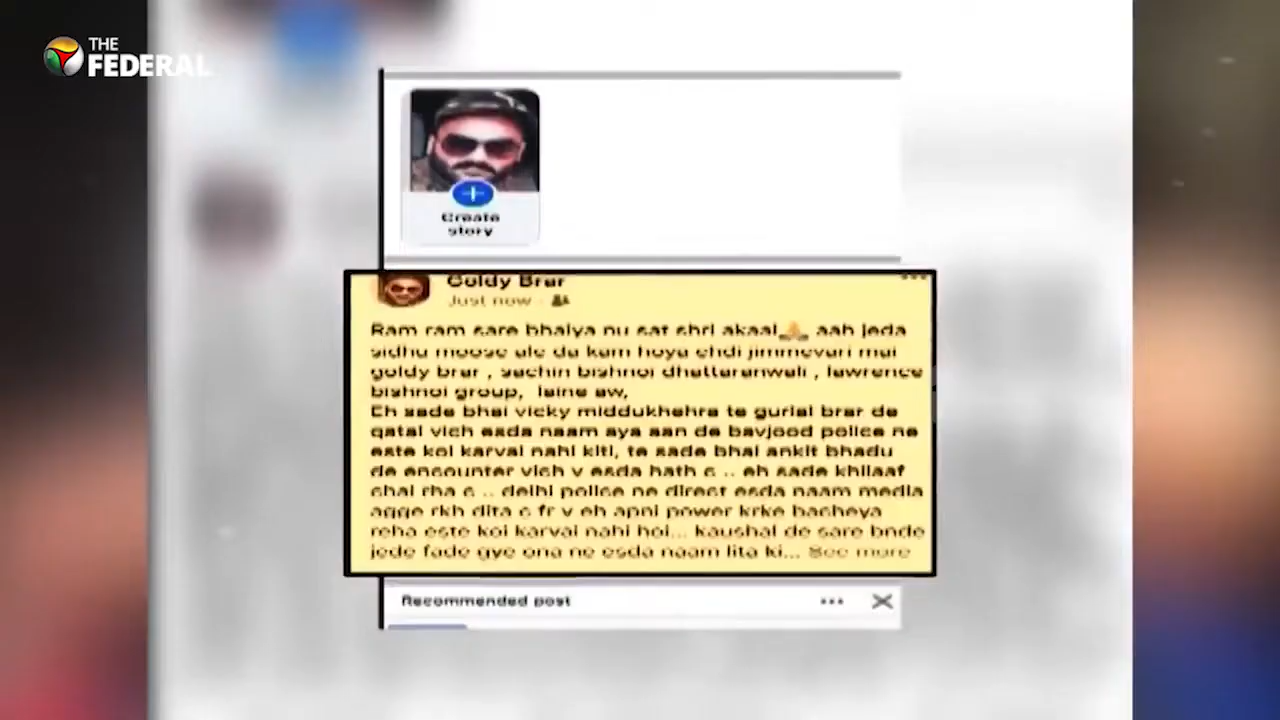 THE
FEDERAL
Create
story
Goldy Brar
Just now
Ram ram sare bhaiya nu sat shri akaal🙏 aah jeda
sidhu moose ale da kam hoya ehdi jimmevari mai
goldy brar , sachin bishnoi dhattaranwali , lawrence
bishnoi group, laine aw,
Eh sade bhai vicky middukhehra te gurlal brar de
qatal vich esda naam aya aan de bavjood police ne
este koi karvai nahi kiti, te sade bhai ankit bhadu
de encounter vich v esda hath c .. eh sade khilaaf
chal rha c .. delhi police ne direct esda naam media
agge rkh dita c fr v eh apni power krke bacheya
reha este koi karvai nahi hoi... kaushal de sare bnde
jede fade gye ona ne esda naam lita ki... See more
Recommended post